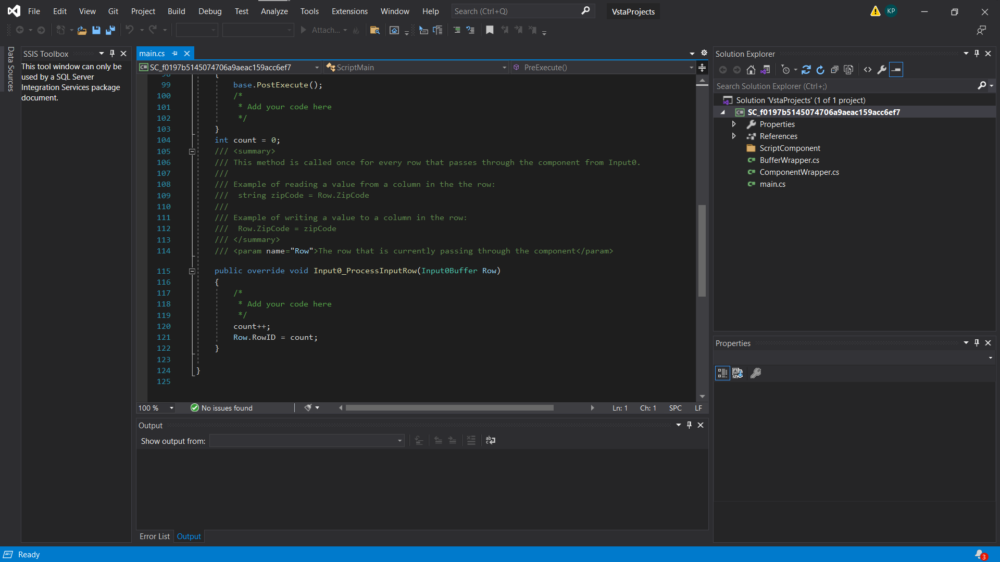 File Edit View Git Project Build Debug Test Analyze Tools Extensions Window Help Search (Ctrl+Q) VstaProjects KP
Attach...
Data Sources
SSIS Toolbox
This tool window can only be
used by a SQL Server
Integration Services package
document.
main.cs
SC_f0197b5145074706a9aeac159acc6ef7 ScriptMain PreExecute()
98 {
99 base.PostExecute();
100 /*
101 * Add your code here
102 */
103 }
104 int count = 0;
105 /// <summary>
106 /// This method is called once for every row that passes through the component from Input0.
107 ///
108 /// Example of reading a value from a column in the the row:
109 /// string zipCode = Row.ZipCode
110 ///
111 /// Example of writing a value to a column in the row:
112 /// Row.ZipCode = zipCode
113 /// </summary>
114 /// <param name="Row">The row that is currently passing through the component</param>
115 public override void Input0_ProcessInputRow(Input0Buffer Row)
116 {
117 /*
118 * Add your code here
119 */
120 count++;
121 Row.RowID = count;
122 }
123
124 }
125
100 % No issues found Ln: 1 Ch: 1 SPC LF
Output
Show output from:
Error List Output
Solution Explorer
Search Solution Explorer (Ctrl+;)
Solution 'VstaProjects' (1 of 1 project)
SC_f0197b5145074706a9aeac159acc6ef7
Properties
References
ScriptComponent
BufferWrapper.cs
ComponentWrapper.cs
main.cs
Properties
Ready 3